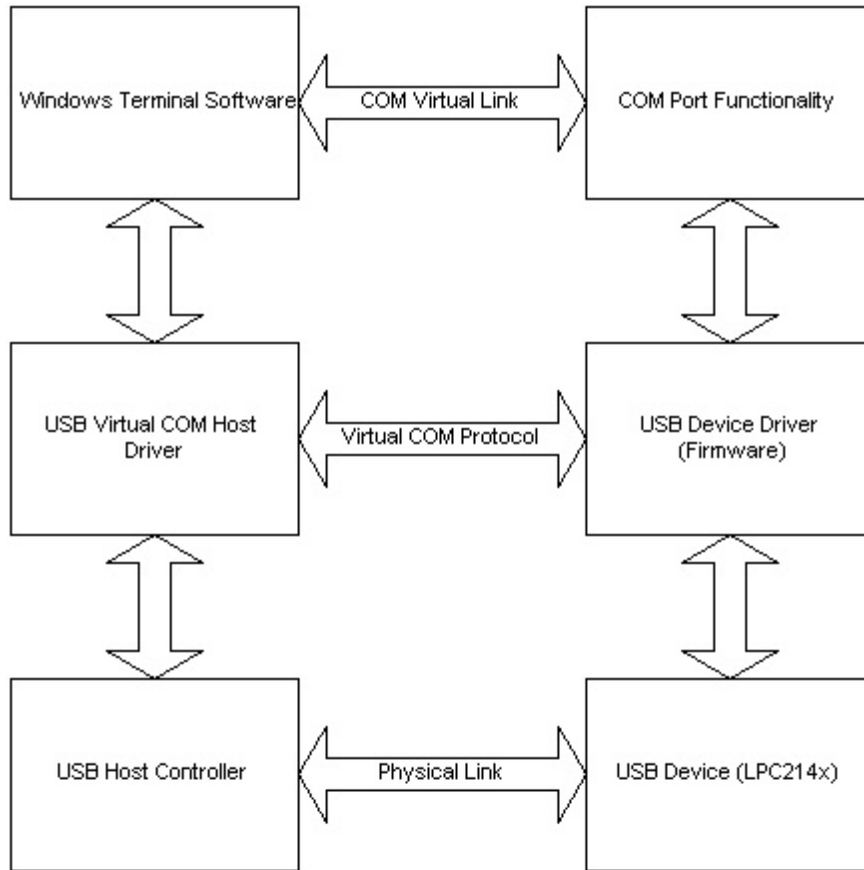 Windows Terminal Software
COM Virtual Link
COM Port Functionality
USB Virtual COM Host
Driver
Virtual COM Protocol
USB Device Driver
(Firmware)
USB Host Controller
Physical Link
USB Device (LPC214x)